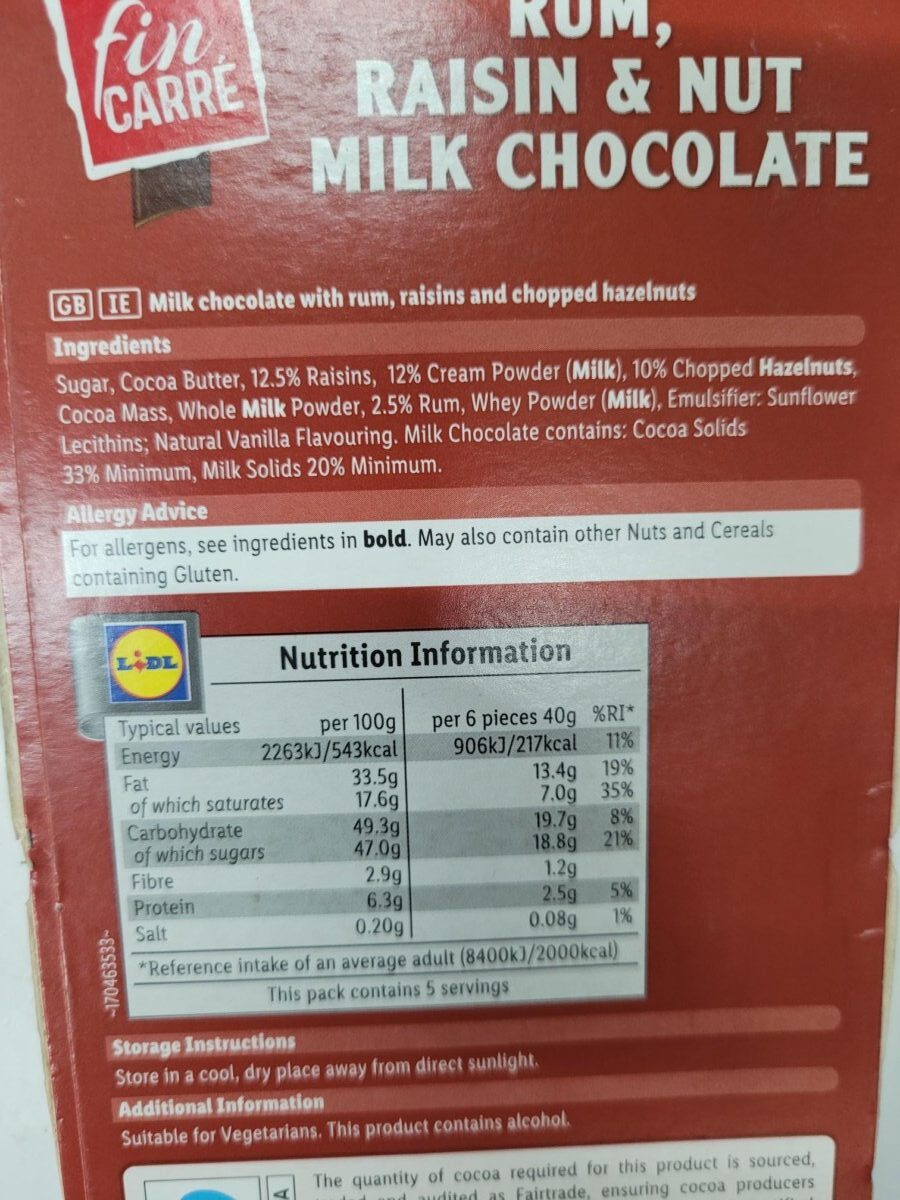 fin
CARRÉ
RUM,
RAISIN & NUT
MILK CHOCOLATE
GB IE Milk chocolate with rum, raisins and chopped hazelnuts
Ingredients
Sugar, Cocoa Butter, 12.5% Raisins, 12% Cream Powder (Milk), 10% Chopped Hazelnuts,
Cocoa Mass, Whole Milk Powder, 2.5% Rum, Whey Powder (Milk), Emulsifier: Sunflower
Lecithins; Natural Vanilla Flavouring. Milk Chocolate contains: Cocoa Solids
33% Minimum, Milk Solids 20% Minimum.
Allergy Advice
For allergens, see ingredients in bold. May also contain other Nuts and Cereals
containing Gluten.
LIDL
Nutrition Information
Typical values per 100g per 6 pieces 40g %RI*
Energy 2263kJ/543kcal 906kJ/217kcal 11%
Fat 33.5g 13.4g 19%
of which saturates 17.6g 7.0g 35%
Carbohydrate 49.3g 19.7g 8%
of which sugars 47.0g 18.8g 21%
Fibre 2.9g 1.2g
Protein 6.3g 2.5g 5%
Salt 0.20g 0.08g 1%
*Reference intake of an average adult (8400kJ/2000kcal)
This pack contains 5 servings
-170463533-
Storage Instructions
Store in a cool, dry place away from direct sunlight.
Additional Information
Suitable for Vegetarians. This product contains alcohol.
The quantity of cocoa required for this product is sourced,
and audited as Fairtrade, ensuring cocoa producers